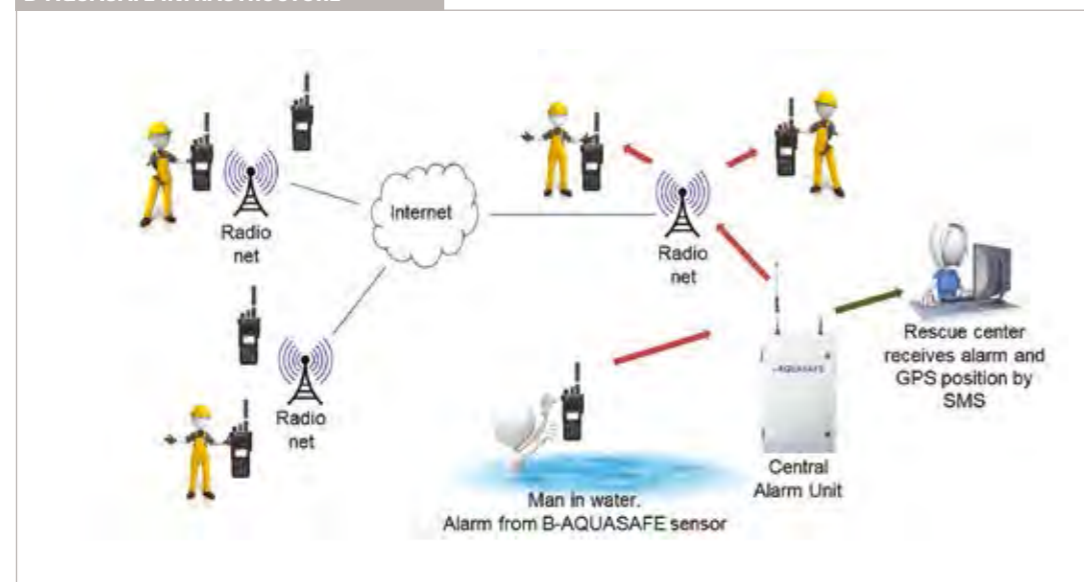 Internet
Radio
net
Radio
net
Radio
net
Rescue center
receives alarm and
GPS position by
SMS
Central
Alarm Unit
Man in water.
Alarm from B-AQUASAFE sensor